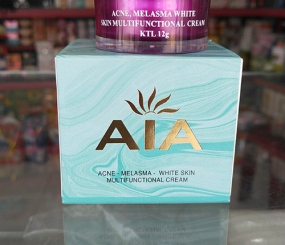 ACNE, MELASMA WHITE
SKIN MULTIFUNCTIONAL CREAM
KTL 12g
AIA
ACNE - MELASMA - WHITE SKIN
MULTIFUNCTIONAL CREAM